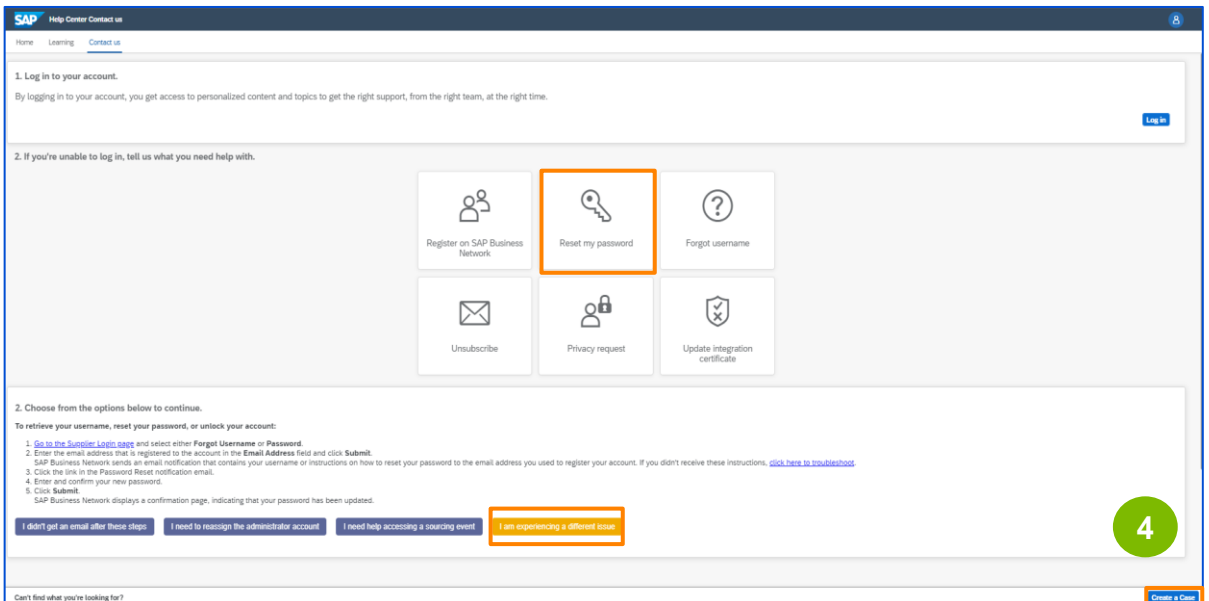 SAP Help Center Contact us
Home Learning Contact us
1. Log in to your account.
By logging in to your account, you get access to personalized content and topics to get the right support, from the right team, at the right time.
Log in
2. If you're unable to log in, tell us what you need help with.
Register on SAP Business
Network
Reset my password
Forgot username
Unsubscribe
Privacy request
Update integration
certificate
2. Choose from the options below to continue.
To retrieve your username, reset your password, or unlock your account:
1. Go to the Supplier Login page and select either Forgot Username or Password.
2. Enter the email address that is registered to the account in the Email Address field and click Submit.
SAP Business Network sends an email notification that contains your username or instructions on how to reset your password to the email address you used to register your account. If you didn't receive these instructions, click here to troubleshoot.
3. Click the link in the Password Reset notification email.
4. Enter and confirm your new password.
5. Click Submit.
SAP Business Network displays a confirmation page, indicating that your password has been updated.
I didn't get an email after these steps
I need to reassign the administrator account
I need help accessing a sourcing event
I am experiencing a different issue
4
Can't find what you're looking for?
Create a Case